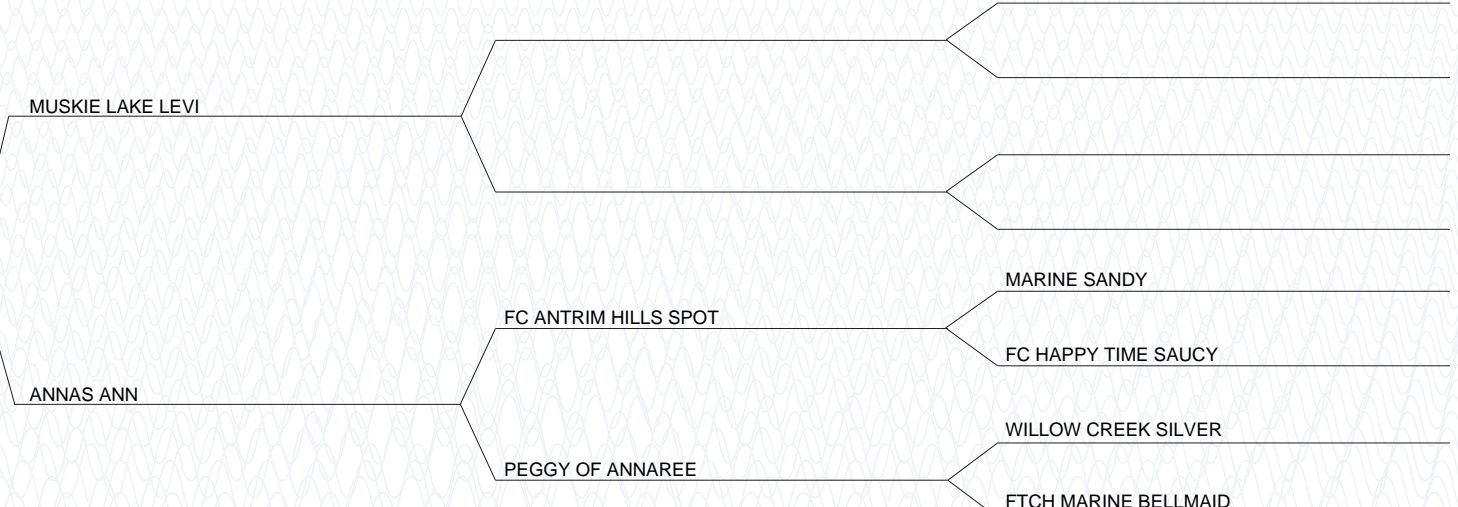 MUSKIE LAKE LEVI
MARINE SANDY
FC ANTRIM HILLS SPOT
FC HAPPY TIME SAUCY
ANNAS ANN
WILLOW CREEK SILVER
PEGGY OF ANNAREE
FTCH MARINE BELLMAID